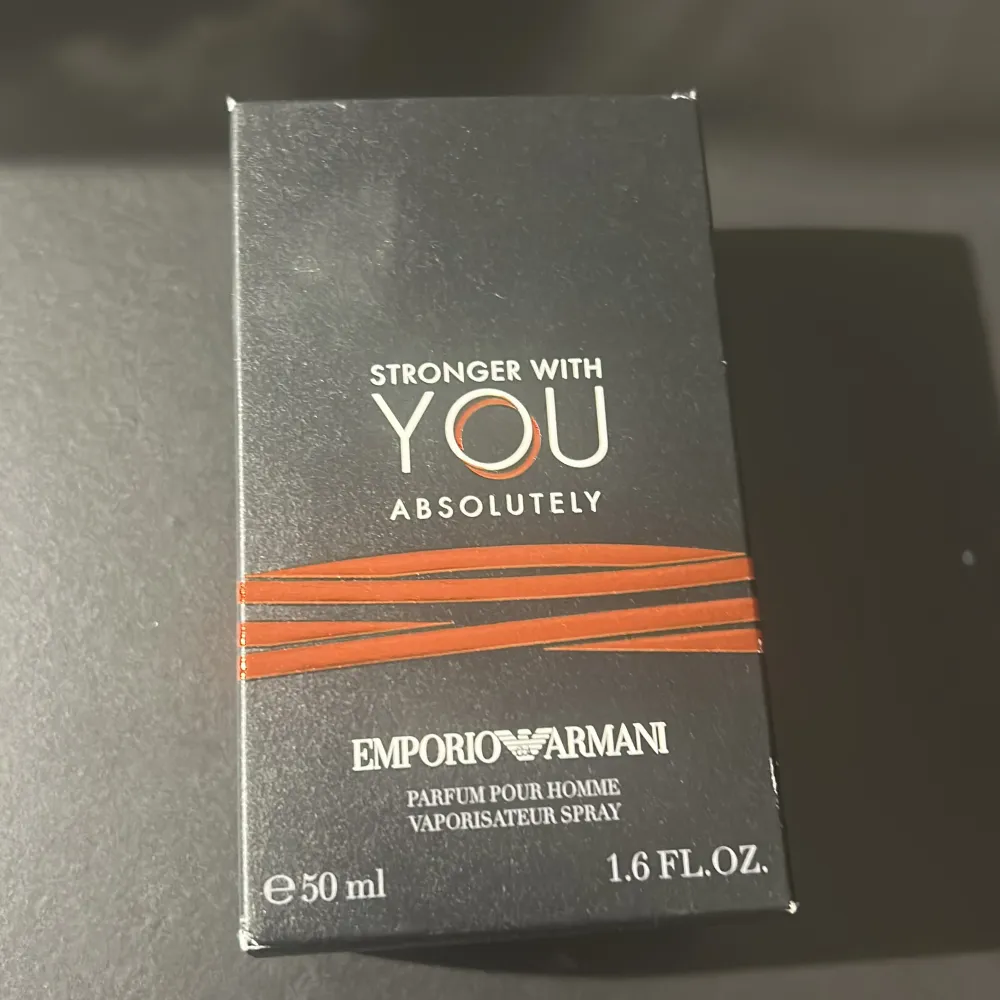 STRONGER WITH
YOU
ABSOLUTELY
EMPORIO ARMANI
PARFUM POUR HOMME
VAPORISATEUR SPRAY
℮50 ml 1.6 FL.OZ.